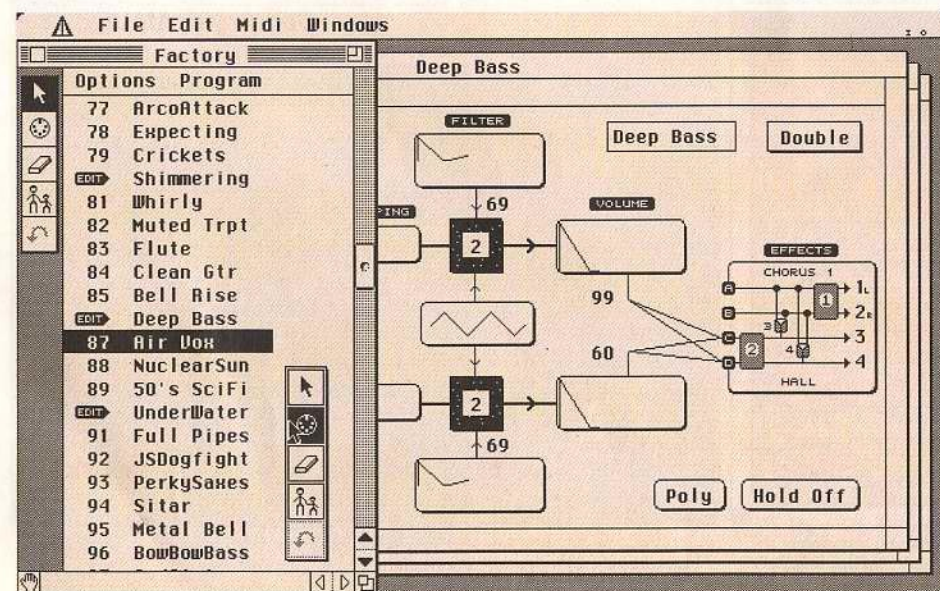 File Edit Midi Windows
I O
Factory
Options Program
77 ArcoAttack
78 Expecting
79 Crickets
EDIT Shimmering
81 Whirly
82 Muted Trpt
83 Flute
84 Clean Gtr
85 Bell Rise
EDIT Deep Bass
87 Air Vox
88 NuclearSun
89 50's SciFi
EDIT UnderWater
91 Full Pipes
92 JSDogfight
93 PerkySaxes
94 Sitar
95 Metal Bell
96 BowBowBass
Deep Bass
FILTER
Deep Bass
Double
69
PING
VOLUME
2
EFFECTS
CHORUS 1
A
1 1L
99
B
2R
3
C
3
60
2
4
D
4
HALL
2
69
Poly
Hold Off